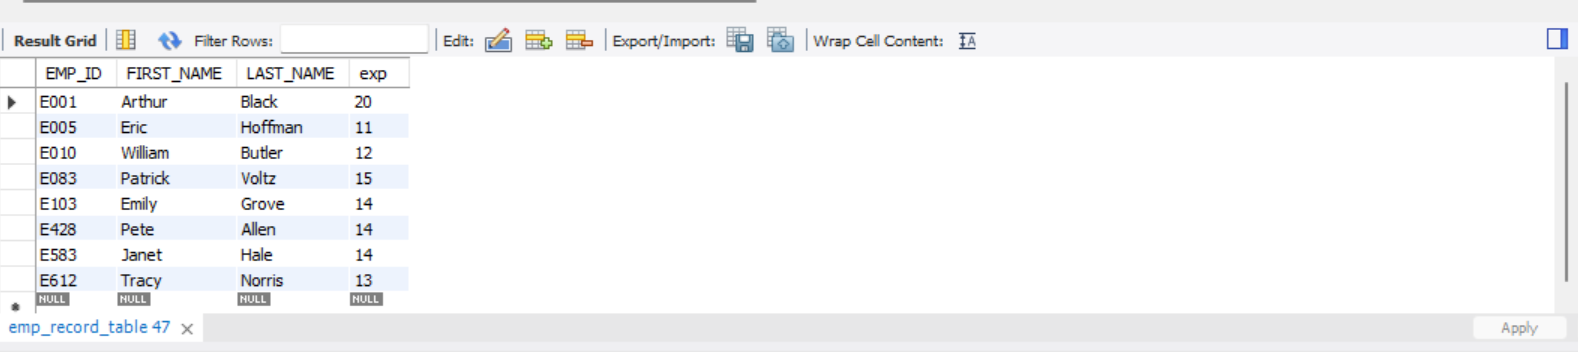 Result Grid Filter Rows: Edit: Export/Import: Wrap Cell Content: IA
EMP_ID FIRST_NAME LAST_NAME exp
E001 Arthur Black 20
E005 Eric Hoffman 11
E010 William Butler 12
E083 Patrick Voltz 15
E103 Emily Grove 14
E428 Pete Allen 14
E583 Janet Hale 14
E612 Tracy Norris 13
NULL NULL NULL NULL
emp_record_table 47 Apply